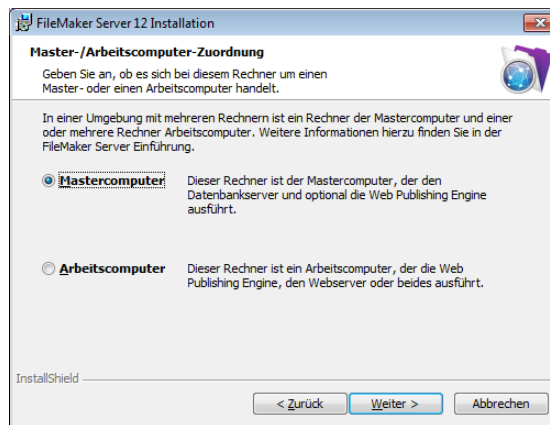 FileMaker Server 12 Installation
Master-/Arbeitscomputer-Zuordnung
Geben Sie an, ob es sich bei diesem Rechner um einen
Master- oder einen Arbeitscomputer handelt.
In einer Umgebung mit mehreren Rechnern ist ein Rechner der Mastercomputer und einer
oder mehrere Rechner Arbeitscomputer. Weitere Informationen hierzu finden Sie in der
FileMaker Server Einführung.
Mastercomputer
Dieser Rechner ist der Mastercomputer, der den
Datenbankserver und optional die Web Publishing Engine
ausführt.
Arbeitscomputer
Dieser Rechner ist ein Arbeitscomputer, der die Web
Publishing Engine, den Webserver oder beides ausführt.
InstallShield
< Zurück
Weiter >
Abbrechen